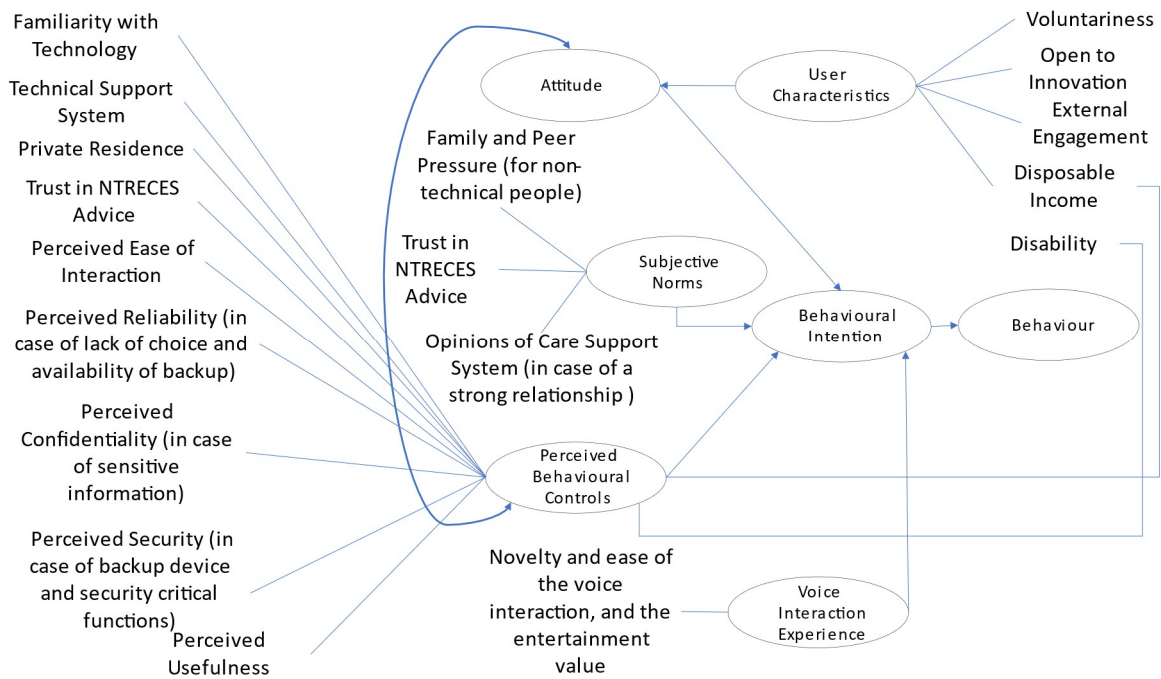 Familiarity with
Technology
Technical Support
System
Private Residence
Trust in NTRECES
Advice
Perceived Ease of
Interaction
Perceived Reliability (in
case of lack of choice and
availability of backup)
Perceived
Confidentiality (in case
of sensitive
information)
Perceived Security (in
case of backup device
and security critical
functions)
Perceived
Usefulness
Attitude
Family and Peer
Pressure (for non-
technical people)
Trust in
NTRECES
Advice
Opinions of Care Support
System (in case of a
strong relationship )
Subjective
Norms
Perceived
Behavioural
Controls
Novelty and ease of
the voice
interaction, and the
entertainment
value
Voice
Interaction
Experience
User
Characteristics
Behavioural
Intention
Behaviour
Voluntariness
Open to
Innovation
External
Engagement
Disposable
Income
Disability